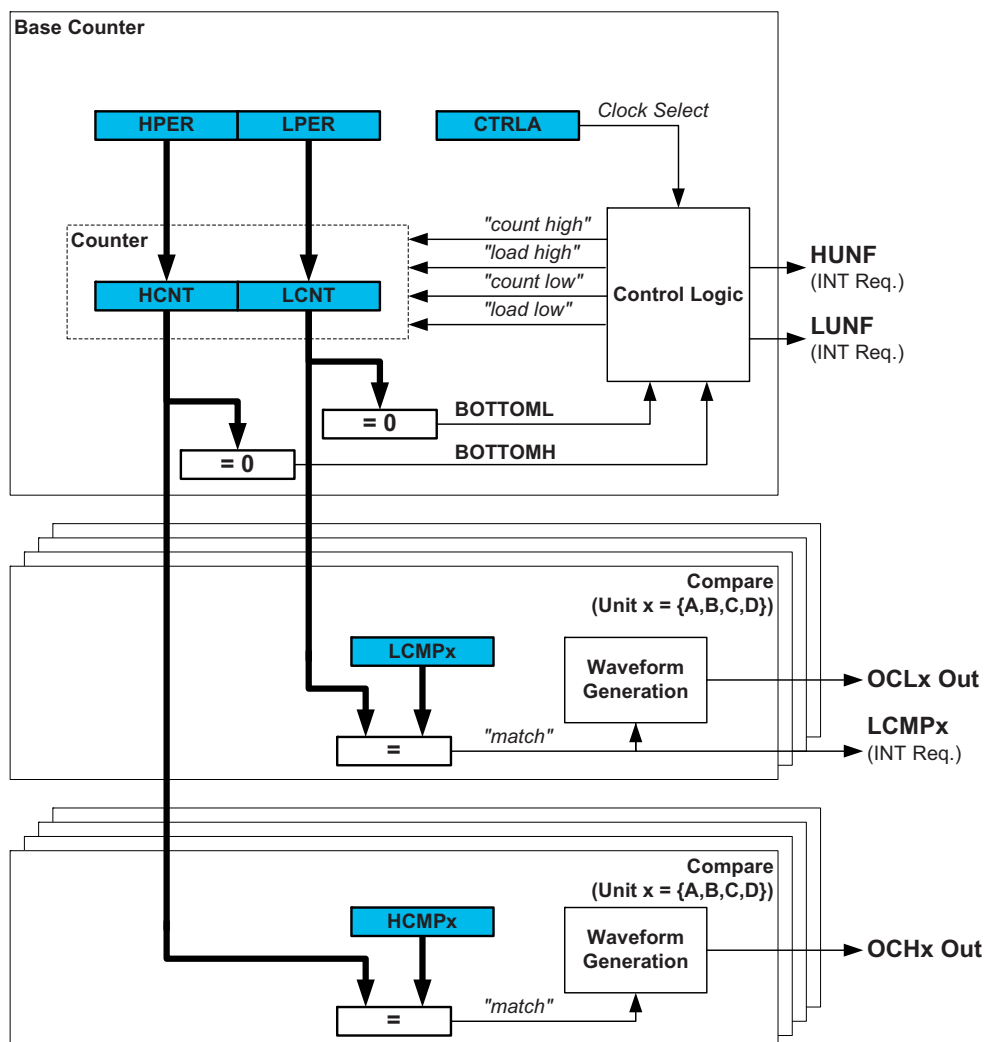 Base Counter
HPER LPER CTRLA Clock Select
"count high"
Counter
"load high"
HUNF
(INT Req.)
HCNT LCNT "count low" Control Logic
"load low"
LUNF
(INT Req.)
= 0 BOTTOML
= 0 BOTTOMH
Compare
(Unit x = {A,B,C,D})
LCMPx
Waveform
Generation
OCLx Out
= "match"
LCMPx
(INT Req.)
Compare
(Unit x = {A,B,C,D})
HCMPx
Waveform
Generation
OCHx Out
= "match"